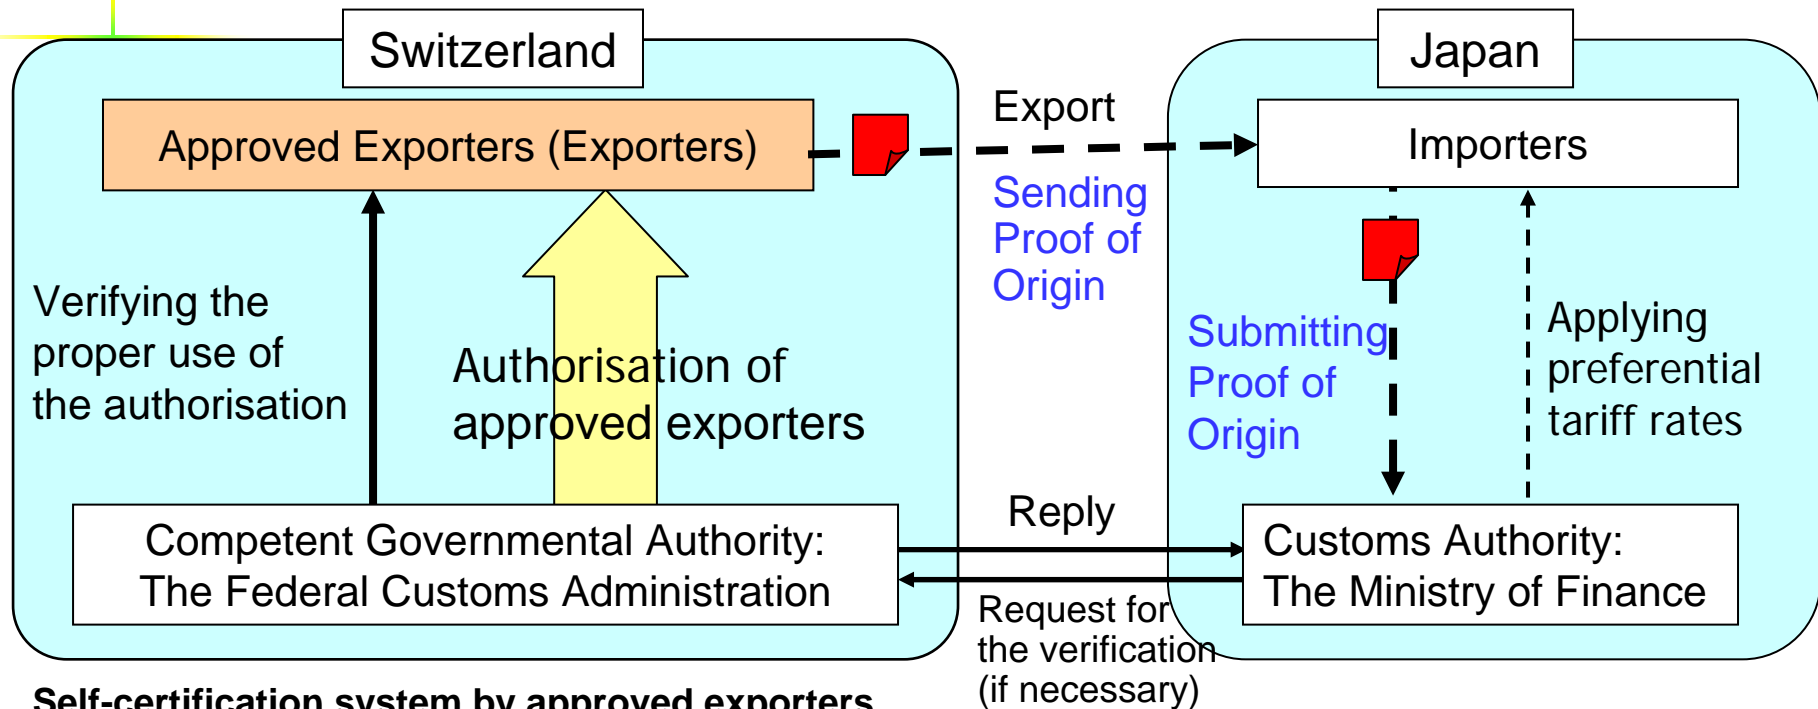 Switzerland
Japan
Approved Exporters (Exporters)
Export
Importers
Sending
Proof of
Origin
Verifying the
proper use of
the authorisation
Authorisation of
approved exporters
Submitting
Proof of
Origin
Applying
preferential
tariff rates
Competent Governmental Authority:
The Federal Customs Administration
Reply
Customs Authority:
The Ministry of Finance
Request for
the verification
(if necessary)
Self-certification system by approved exporters